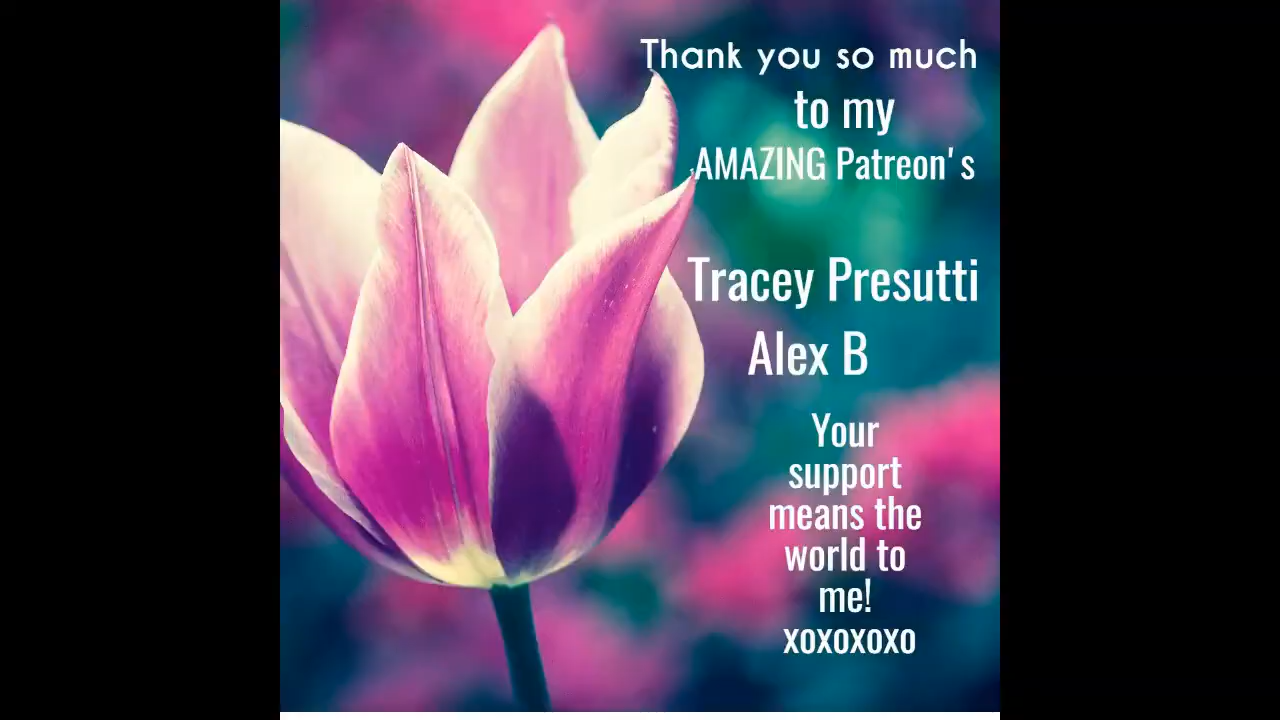 Thank you so much
to my
AMAZING Patreon's
Tracey Presutti
Alex B
Your
support
means the
world to
me!
xoxoxoxo